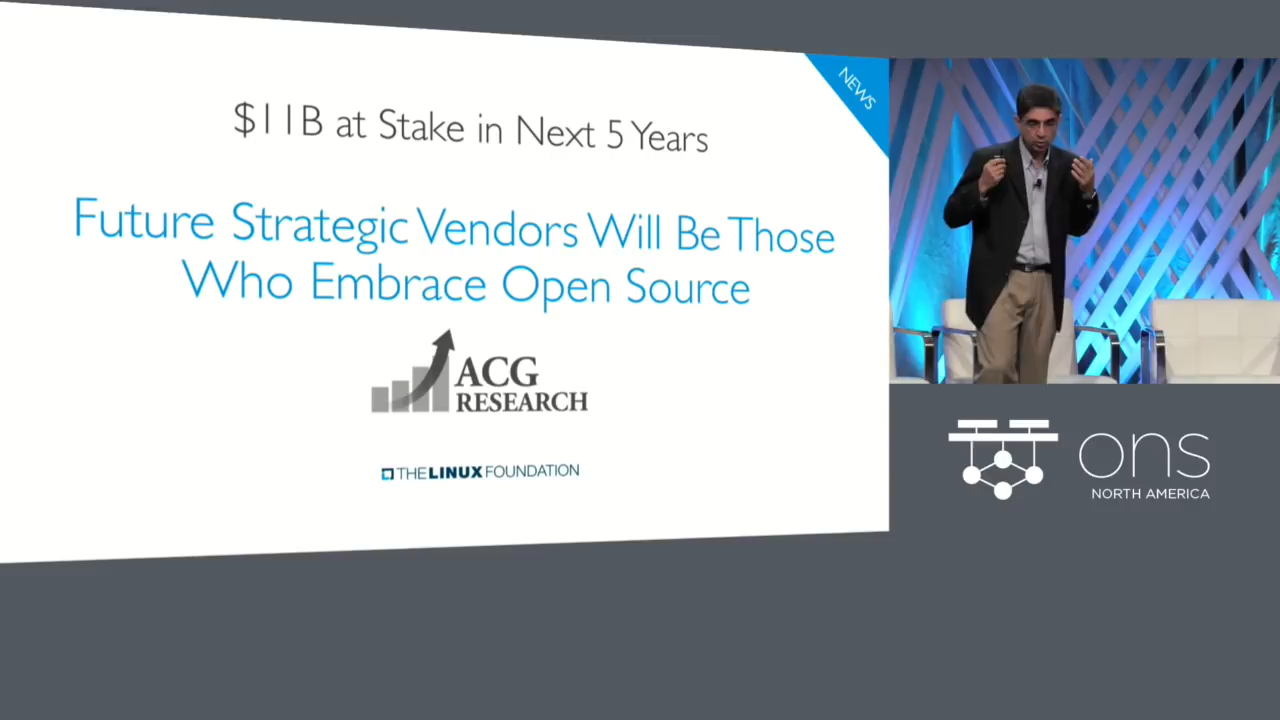 NEWS
$11B at Stake in Next 5 Years
Future Strategic Vendors Will Be Those
Who Embrace Open Source
ACG
RESEARCH
THE LINUX FOUNDATION
ons
NORTH AMERICA